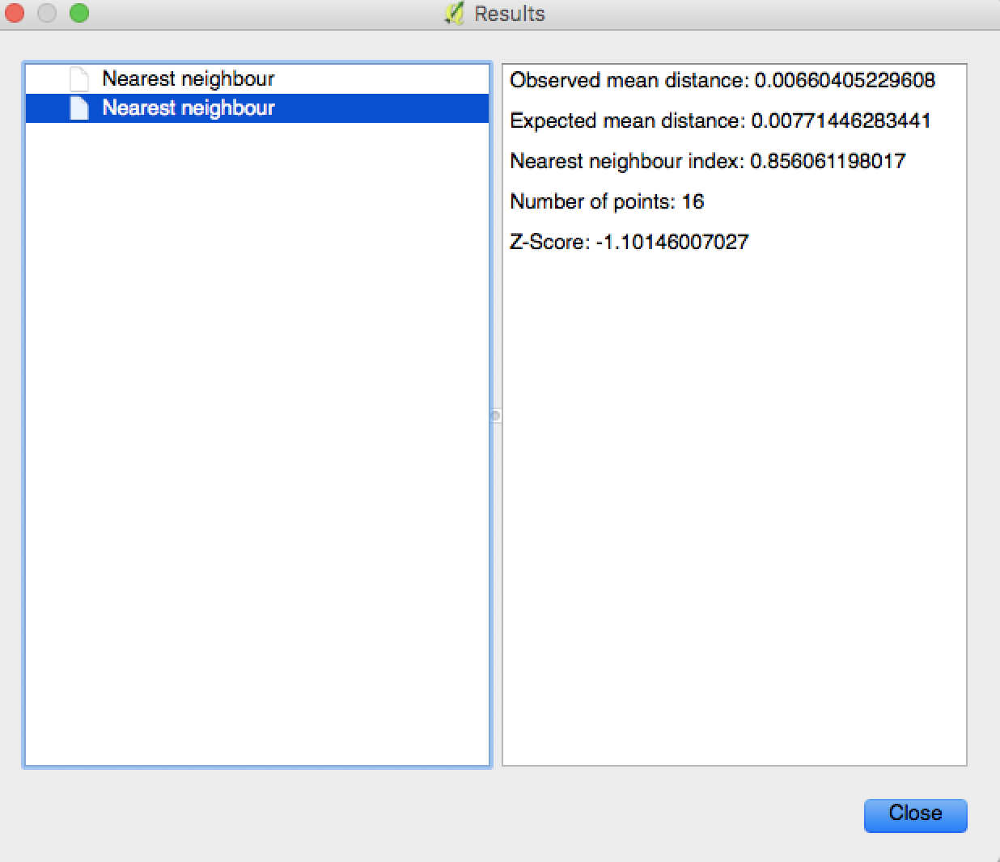 Results
Nearest neighbour
Nearest neighbour
Observed mean distance: 0.00660405229608
Expected mean distance: 0.00771446283441
Nearest neighbour index: 0.856061198017
Number of points: 16
Z-Score: -1.10146007027
Close